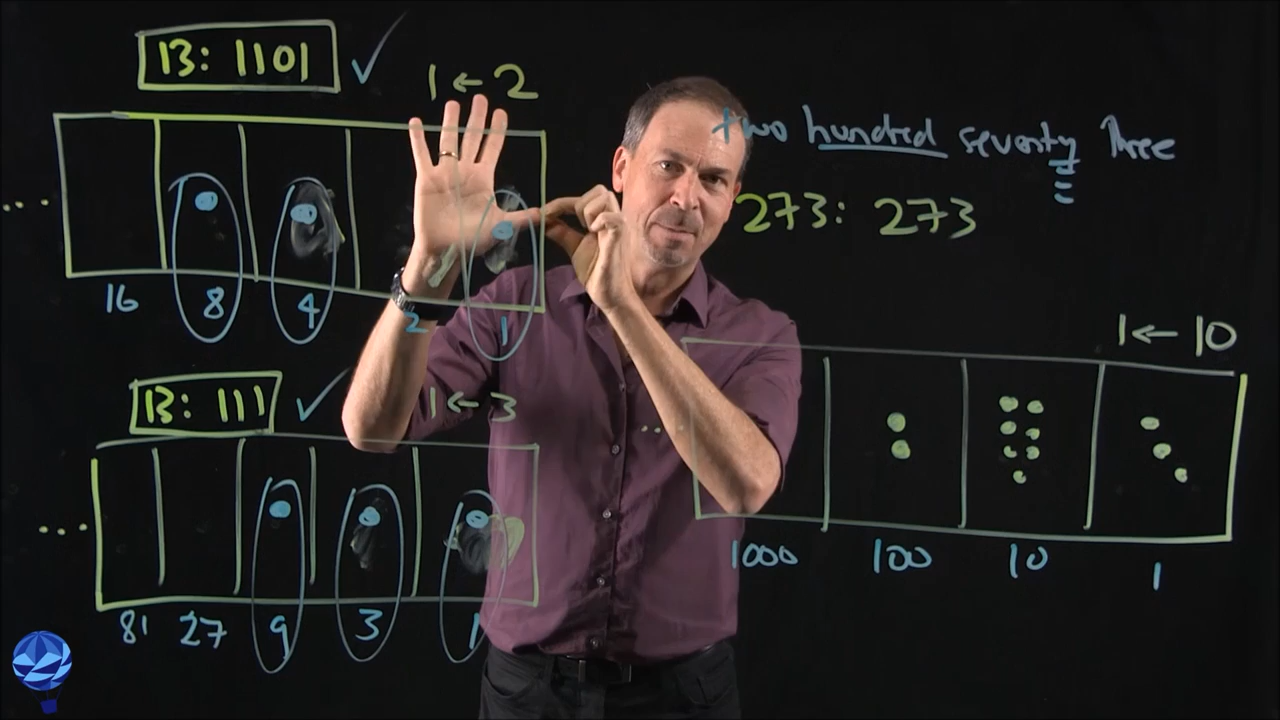 13: 1101 ✓
1 ← 2
...
16 8 4 2 1
13: 111 ✓
1 ← 3
...
81 27 9 3 1
two hundred seventy three
273: 273
1 ← 10
...
1000 100 10 1